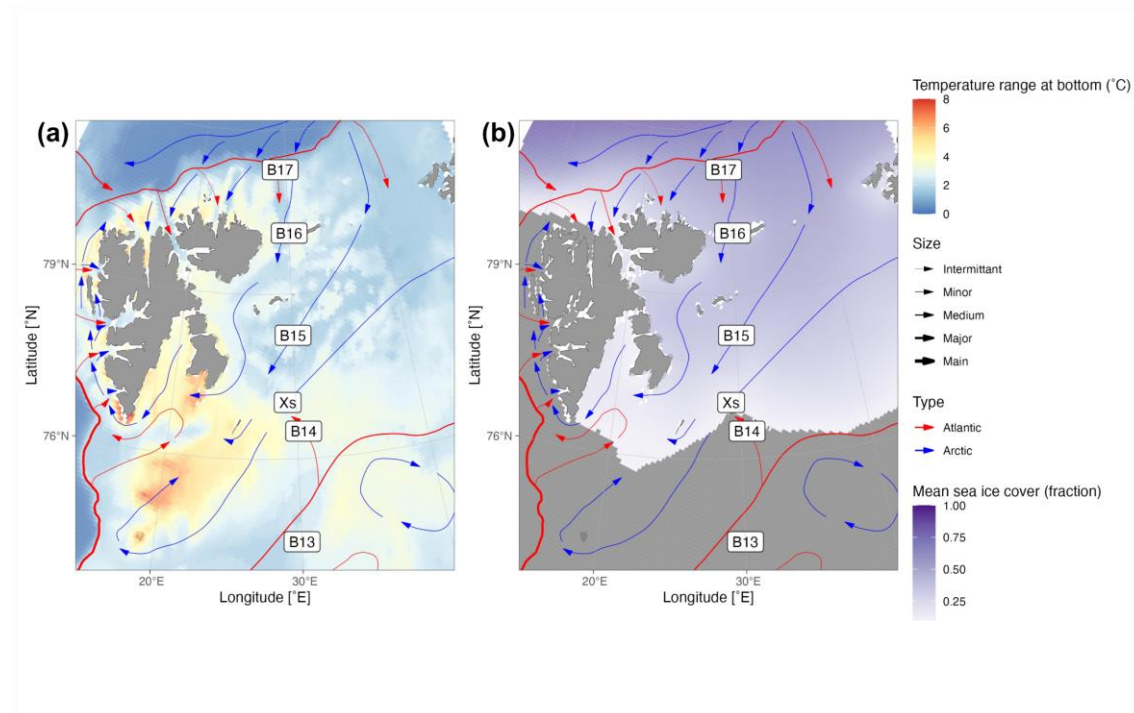 (a)
B17
B16
B15
Xs
B14
B13
79°N
76°N
20°E
30°E
Latitude [°N]
Longitude [°E]
(b)
B17
B16
B15
Xs
B14
B13
79°N
76°N
20°E
30°E
Latitude [°N]
Longitude [°E]
Temperature range at bottom (°C)
8
6
4
2
0
Size
Intermittant
Minor
Medium
Major
Main
Type
Atlantic
Arctic
Mean sea ice cover (fraction)
1.00
0.75
0.50
0.25